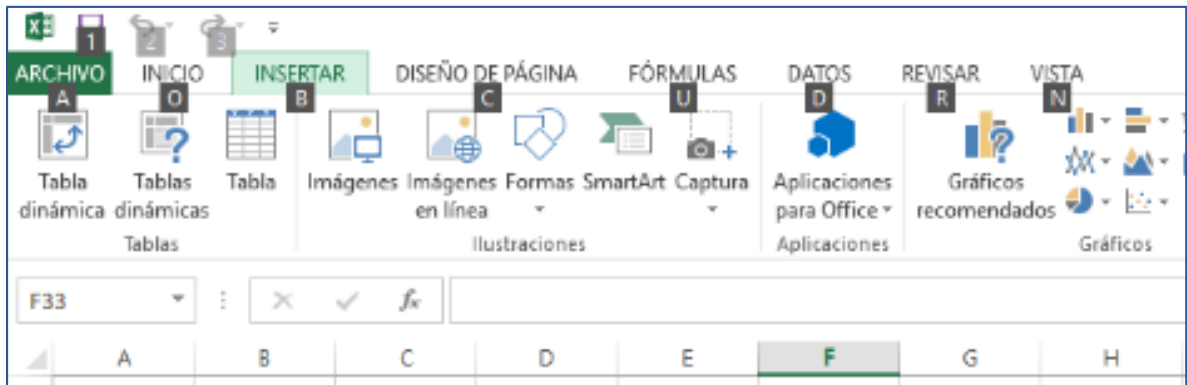 1 2 3
ARCHIVO INICIO INSERTAR DISEÑO DE PÁGINA FÓRMULAS DATOS REVISAR VISTA
A O B C U D R N
Tabla Tablas Tabla Imágenes Imágenes Formas SmartArt Captura Aplicaciones Gráficos
dinámica dinámicas en línea para Office recomendados
Tablas Ilustraciones Aplicaciones Gráficos
F33 fx
A B C D E F G H